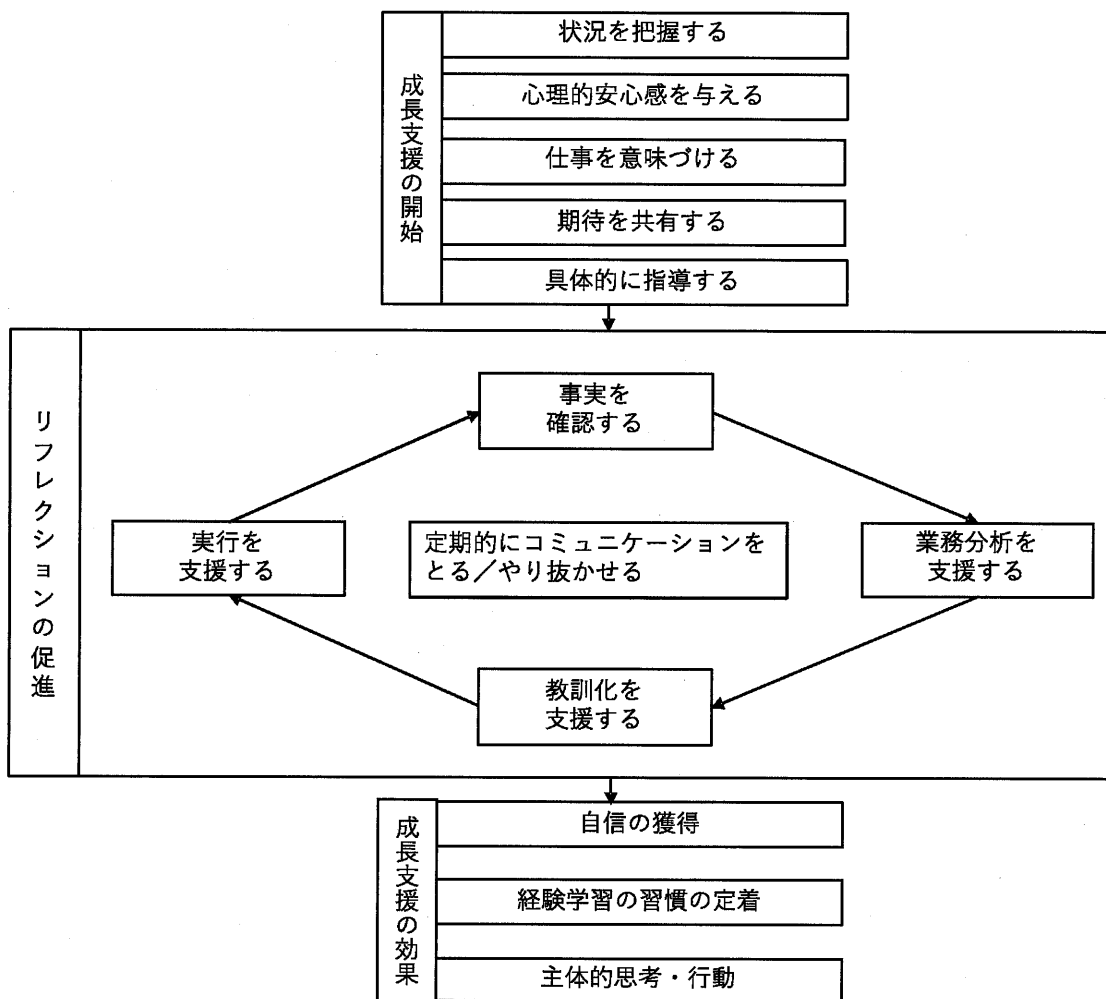 成長支援の開始
状況を把握する
心理的安心感を与える
仕事を意味づける
期待を共有する
具体的に指導する
リフレクションの促進
事実を
確認する
実行を
支援する
定期的にコミュニケーションを
とる／やり抜かせる
業務分析を
支援する
教訓化を
支援する
成長支援の効果
自信の獲得
経験学習の習慣の定着
主体的思考・行動